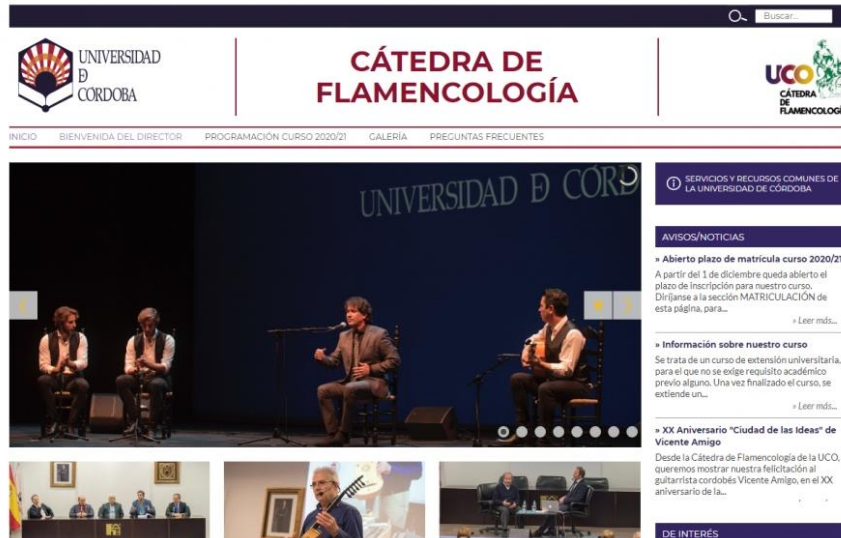 Buscar...
UNIVERSIDAD
Ð
CÓRDOBA
CÁTEDRA DE
FLAMENCOLOGÍA
UCO
CÁTEDRA
DE
FLAMENCOLOGÍ
INICIO BIENVENIDA DEL DIRECTOR PROGRAMACIÓN CURSO 2020/21 GALERÍA PREGUNTAS FRECUENTES
UNIVERSIDAD Ð CÓRD
SERVICIOS Y RECURSOS COMUNES DE
LA UNIVERSIDAD DE CÓRDOBA
AVISOS/NOTICIAS
» Abierto plazo de matrícula curso 2020/21
A partir del 1 de diciembre queda abierto el
plazo de inscripción para nuestro curso.
Diríjanse a la sección MATRICULACIÓN de
esta página, para...
» Leer más...
» Información sobre nuestro curso
Se trata de un curso de extensión universitaria,
para el que no se exige requisito académico
previo alguno. Una vez finalizado el curso, se
extiende un...
» Leer más...
» XX Aniversario "Ciudad de las Ideas" de
Vicente Amigo
Desde la Cátedra de Flamencología de la UCO,
queremos mostrar nuestra felicitación al
guitarrista cordobés Vicente Amigo, en el XX
aniversario de la...
DE INTERÉS